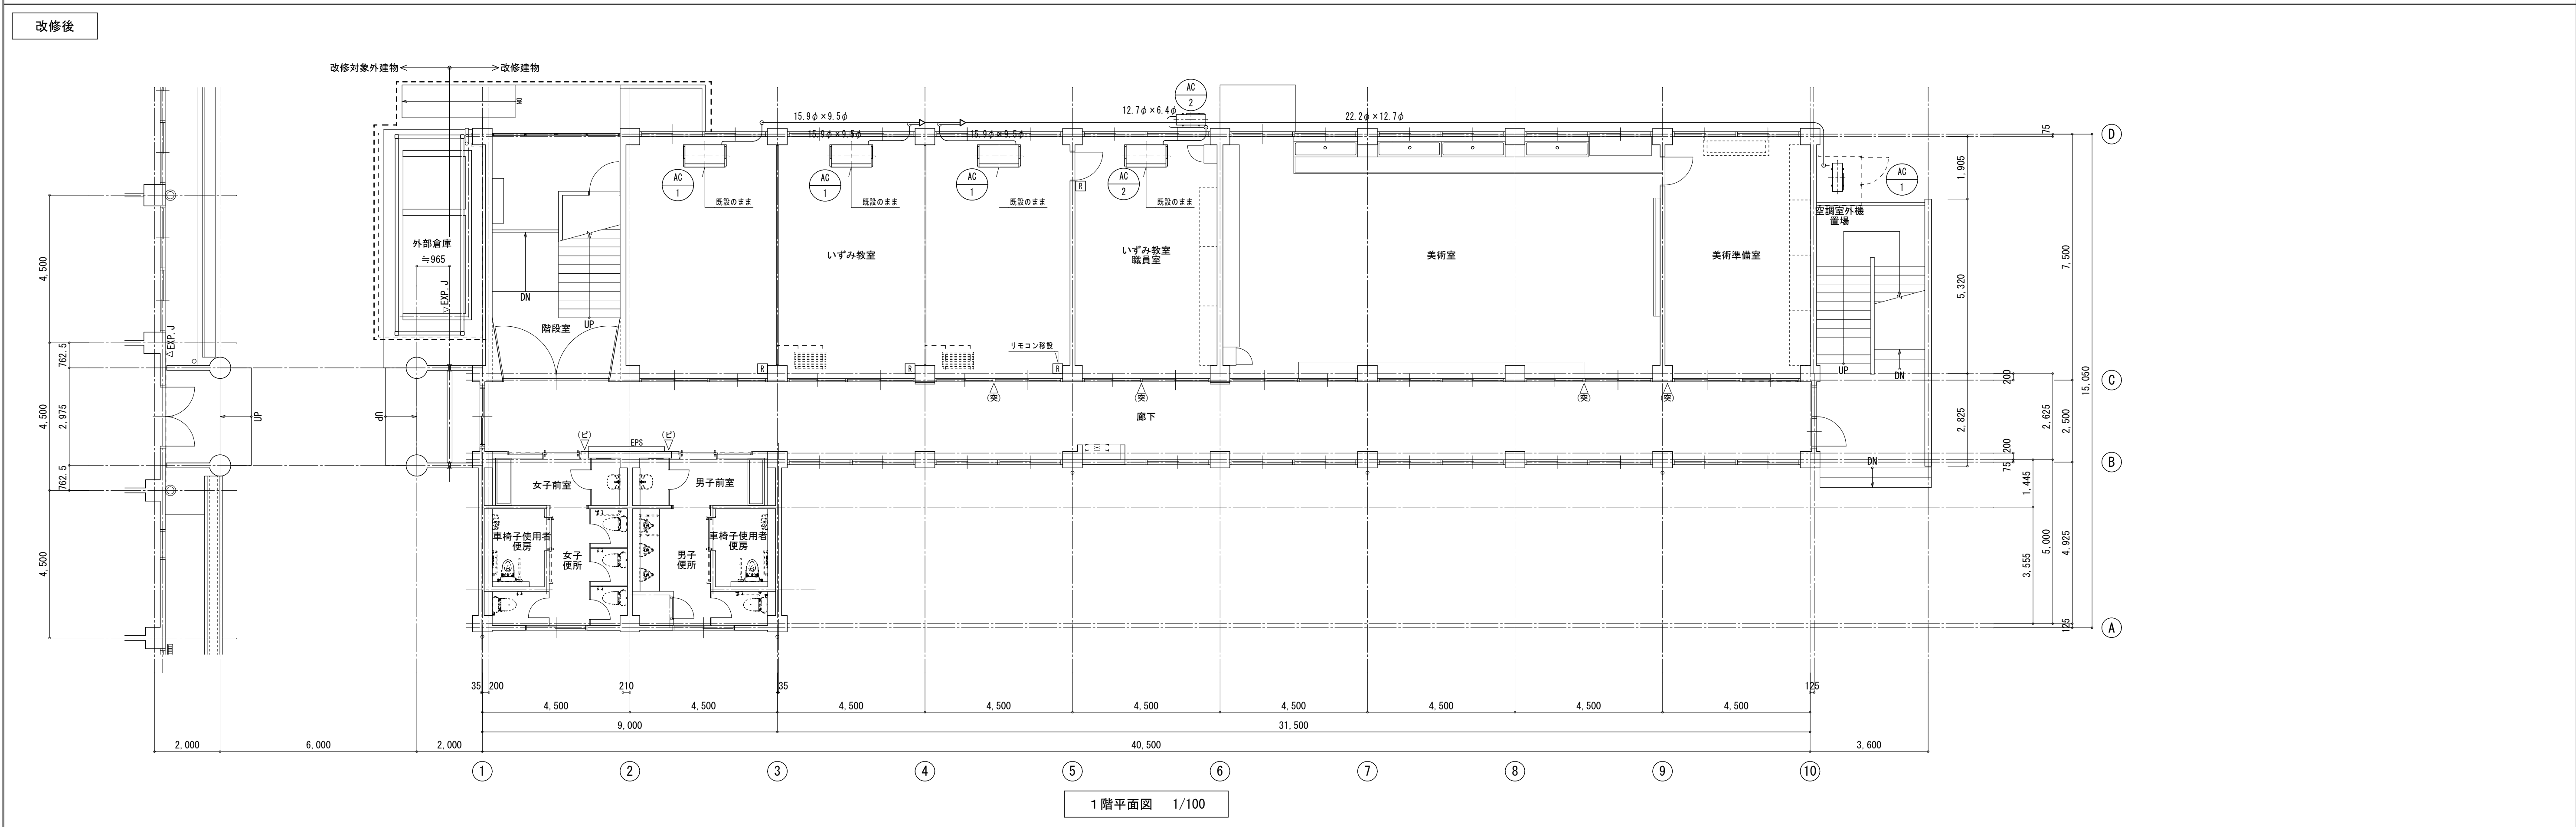 改修後
改修対象外建物
改修建物
DN
15.9φ×9.5φ
12.7φ×6.4φ
AC
2
22.2φ×12.7φ
15.9φ×9.5φ
15.9φ×9.5φ
AC
1
AC
1
AC
1
AC
2
AC
1
既設のまま
既設のまま
既設のまま
既設のまま
R
空調室外機
置場
外部倉庫
≒965
EXP.J
EXP.J
DN
UP
階段室
いずみ教室
いずみ教室
職員室
美術室
美術準備室
リモコン移設
R
R
R
UP
DN
(突)
(突)
(突)
(突)
廊下
UP
UP
(ビ)
EPS
(ビ)
DN
女子前室
男子前室
車椅子使用者
便房
女子
便所
男子
便所
車椅子使用者
便房
4,500
762.5
4,500
2,975
762.5
4,500
75
1,905
5,320
7,500
200
15,050
2,825
2,625
2,500
200
75
1,445
5,000
4,925
3,555
125
D
C
B
A
35
200
210
35
125
4,500
4,500
4,500
4,500
4,500
4,500
4,500
4,500
4,500
9,000
31,500
2,000
6,000
2,000
40,500
3,600
1
2
3
4
5
6
7
8
9
10
1階平面図 1/100